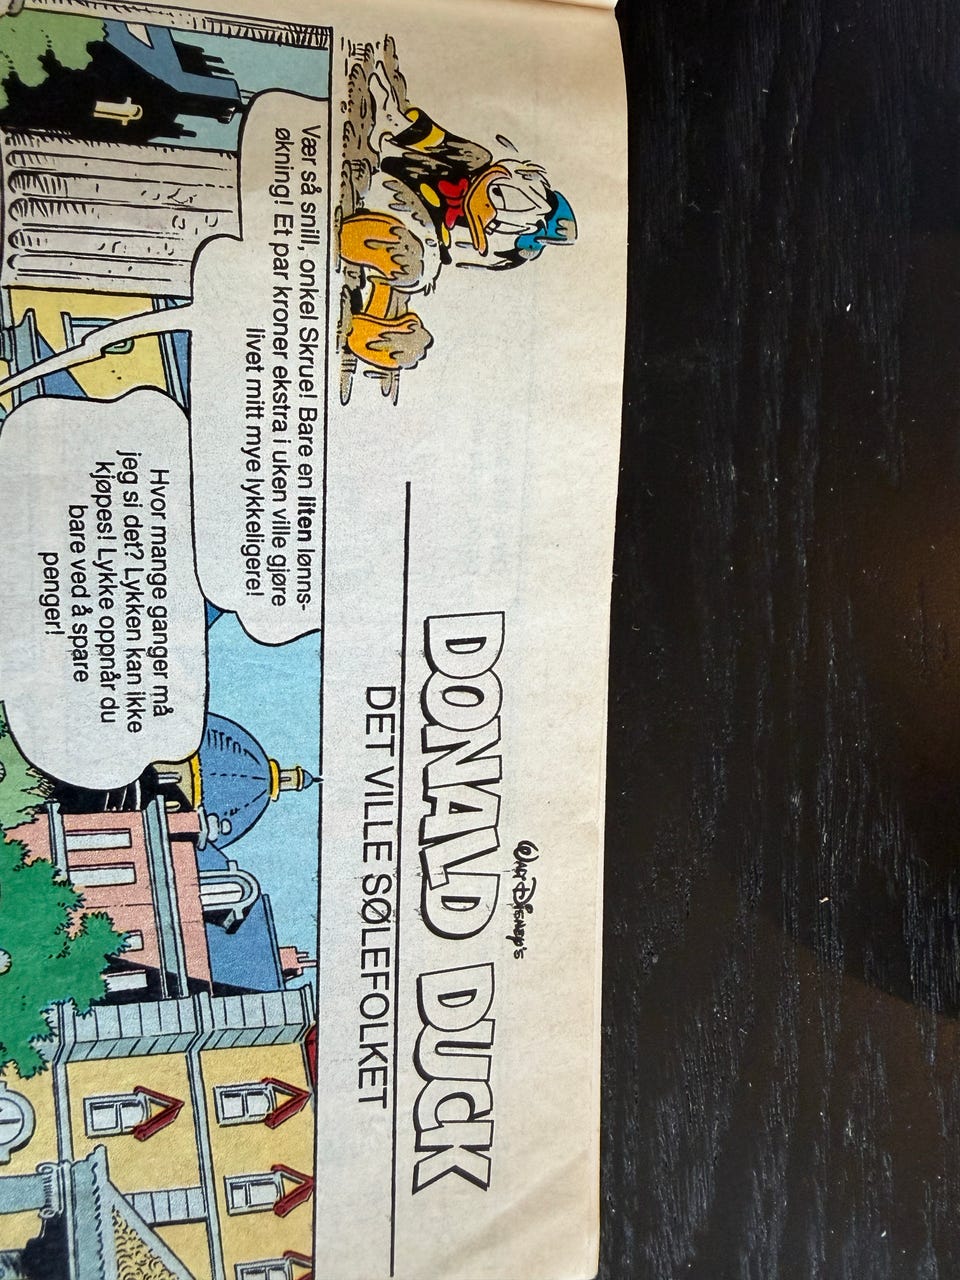 WALT DISNEY'S
DONALD DUCK
DET VILLE SØLEFOLKET
Vær så snill, onkel Skrue! Bare en liten lønns-
økning! Et par kroner ekstra i uken ville gjøre
livet mitt mye lykkeligere!
Hvor mange ganger må
jeg si det? Lykken kan ikke
kjøpes! Lykke oppnår du
bare ved å spare
penger!